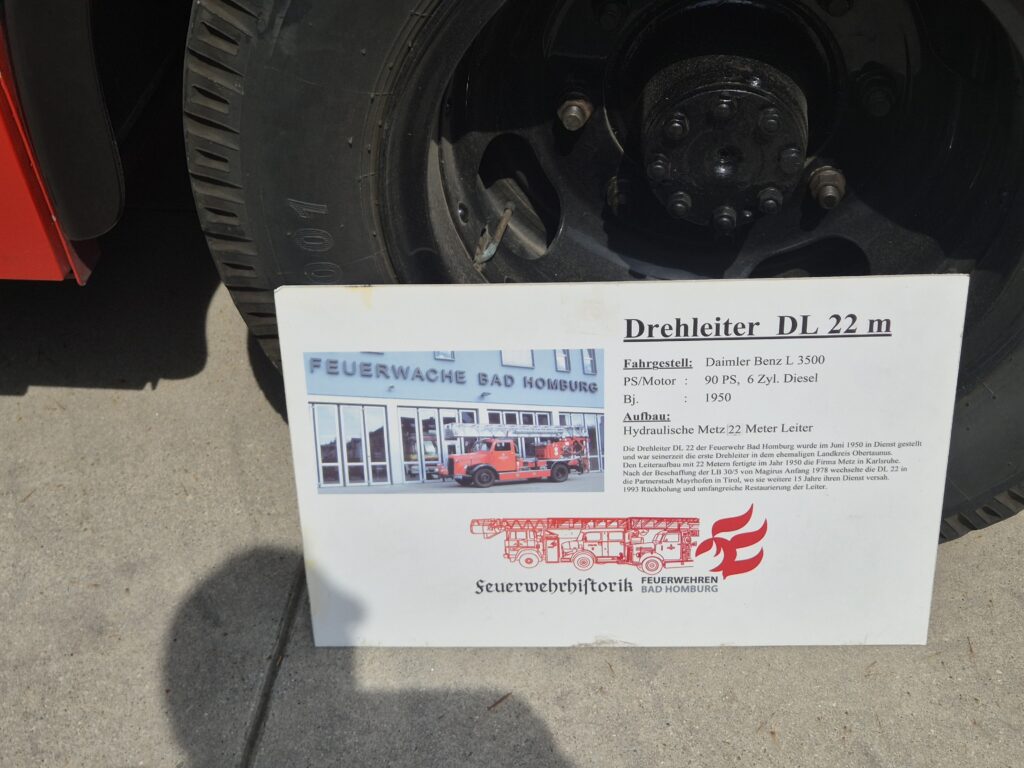 001
Drehleiter DL 22 m
Fahrgestell: Daimler Benz L 3500
PS/Motor : 90 PS, 6 Zyl. Diesel
Bj. : 1950
Aufbau:
Hydraulische Metz 22 Meter Leiter
Die Drehleiter DL 22 der Feuerwehr Bad Homburg wurde im Juni 1950 in Dienst gestellt
und war seinerzeit die erste Drehleiter in dem ehemaligen Landkreis Obertaunus.
Den Leiteraufbau mit 22 Metern fertigte im Jahr 1950 die Firma Metz in Karlsruhe.
Nach der Beschaffung der LB 30/5 von Magirus Anfang 1978 wechselte die DL 22 in
die Partnerstadt Mayrhofen in Tirol, wo sie weitere 15 Jahre ihren Dienst versah.
1993 Rückholung und umfangreiche Restaurierung der Leiter.
FEUERWACHE BAD HOMBURG
Feuerwehrhiſtorik
FEUERWEHREN
BAD HOMBURG